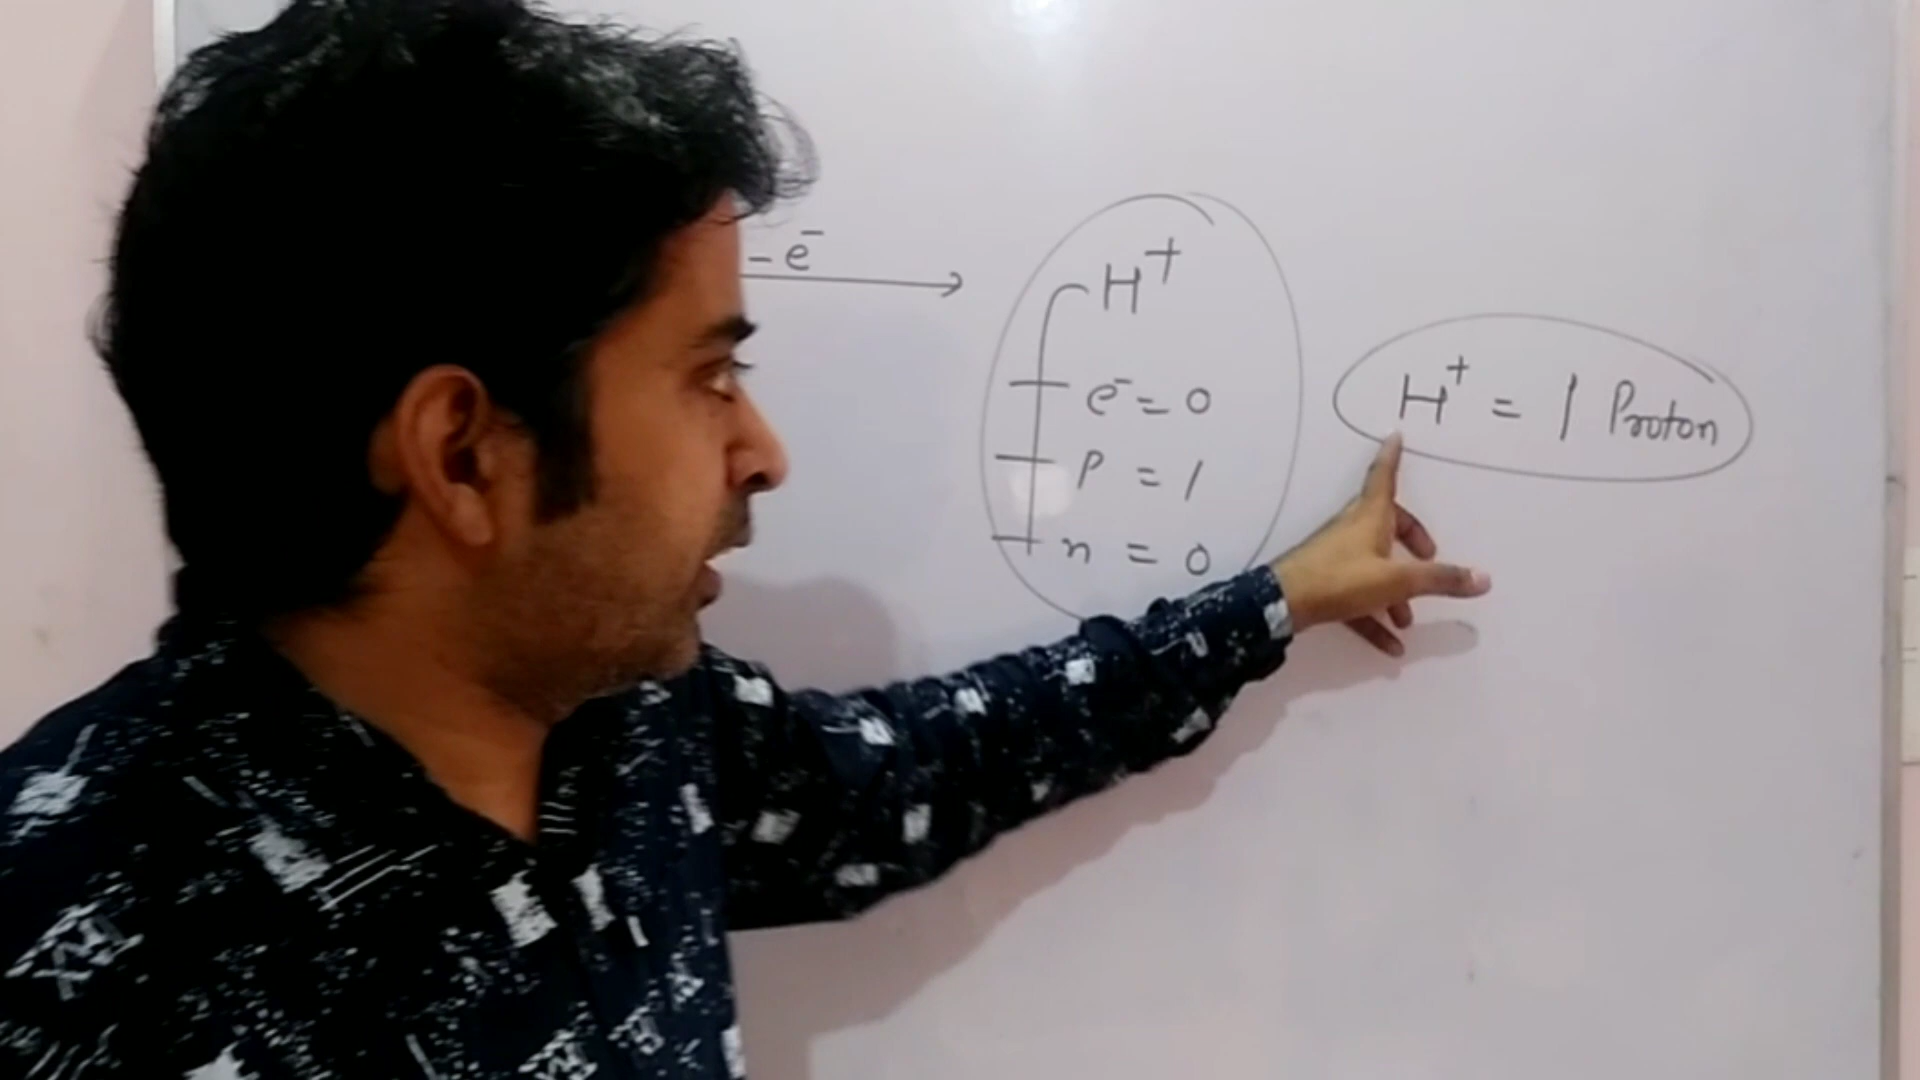 - e⁻
H⁺
e⁻ = 0
p = 1
n = 0
H⁺ = 1 Proton